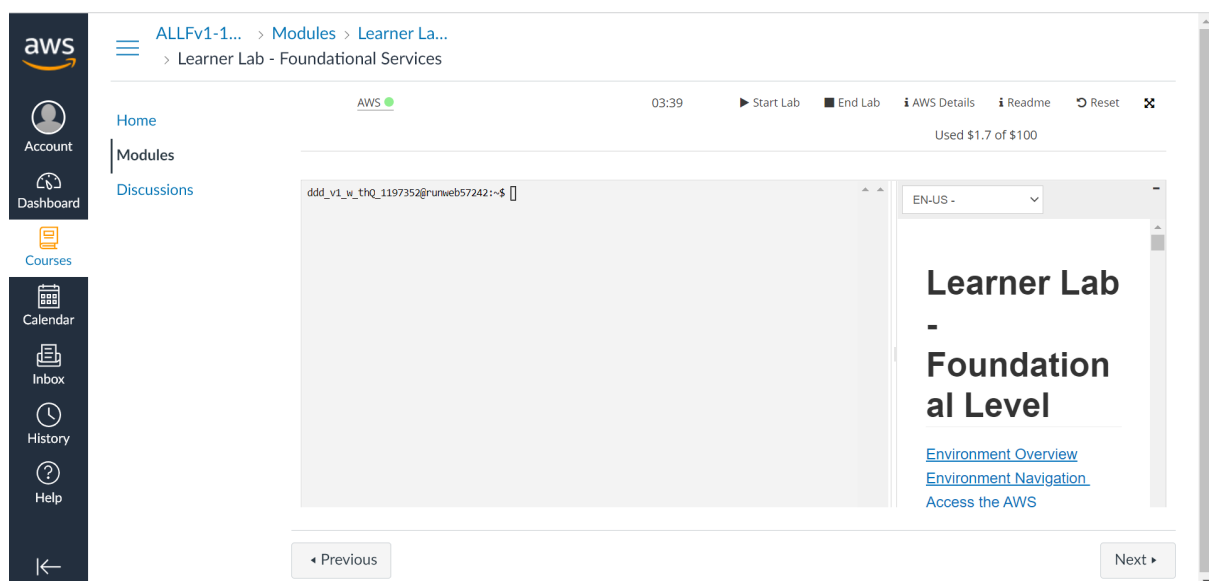 aws
ALLFv1-1... > Modules > Learner La...
> Learner Lab - Foundational Services
Account
Dashboard
Courses
Calendar
Inbox
History
Help
Home
Modules
Discussions
AWS
03:39
Start Lab
End Lab
AWS Details
Readme
Reset
Used $1.7 of $100
ddd_v1_w_thQ_1197352@runweb57242:~$
EN-US -
Learner Lab
-
Foundation
al Level
Environment Overview
Environment Navigation
Access the AWS
Previous
Next